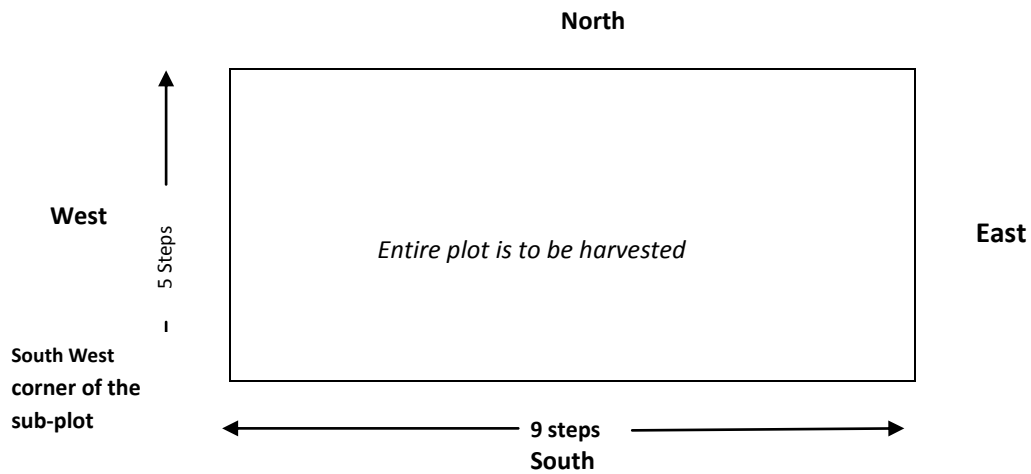 North
West
5 Steps
Entire plot is to be harvested
East
South West
corner of the
sub-plot
9 steps
South